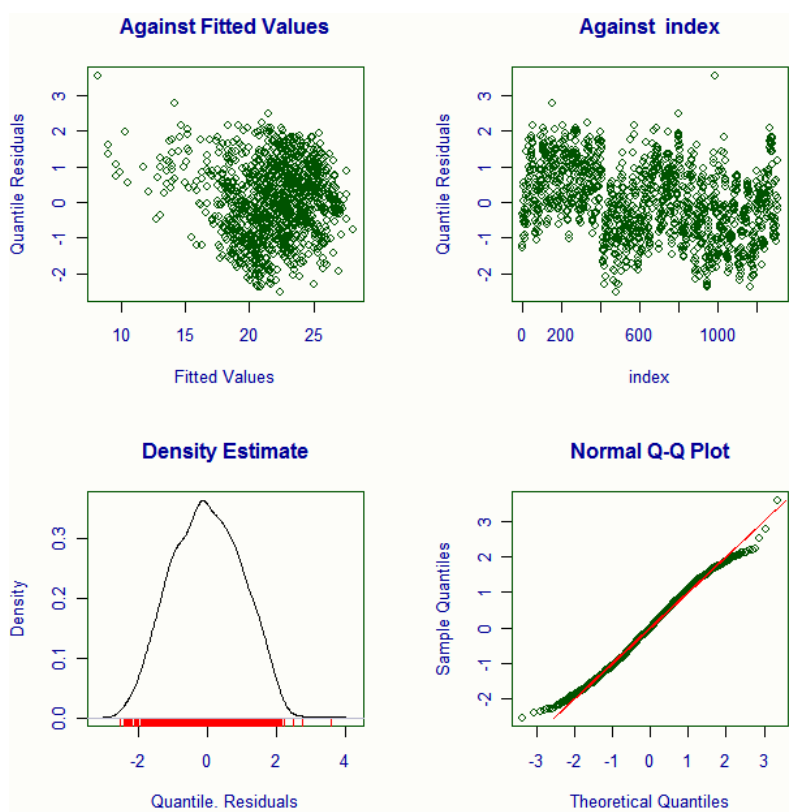 Against Fitted Values
Quantile Residuals
3
2
1
0
-1
-2
10 15 20 25
Fitted Values
Against index
Quantile Residuals
3
2
1
0
-1
-2
0 200 600 1000
index
Density Estimate
Density
0.3
0.2
0.1
0.0
-2 0 2 4
Quantile. Residuals
Normal Q-Q Plot
Sample Quantiles
3
2
1
0
-1
-2
-3 -2 -1 0 1 2 3
Theoretical Quantiles